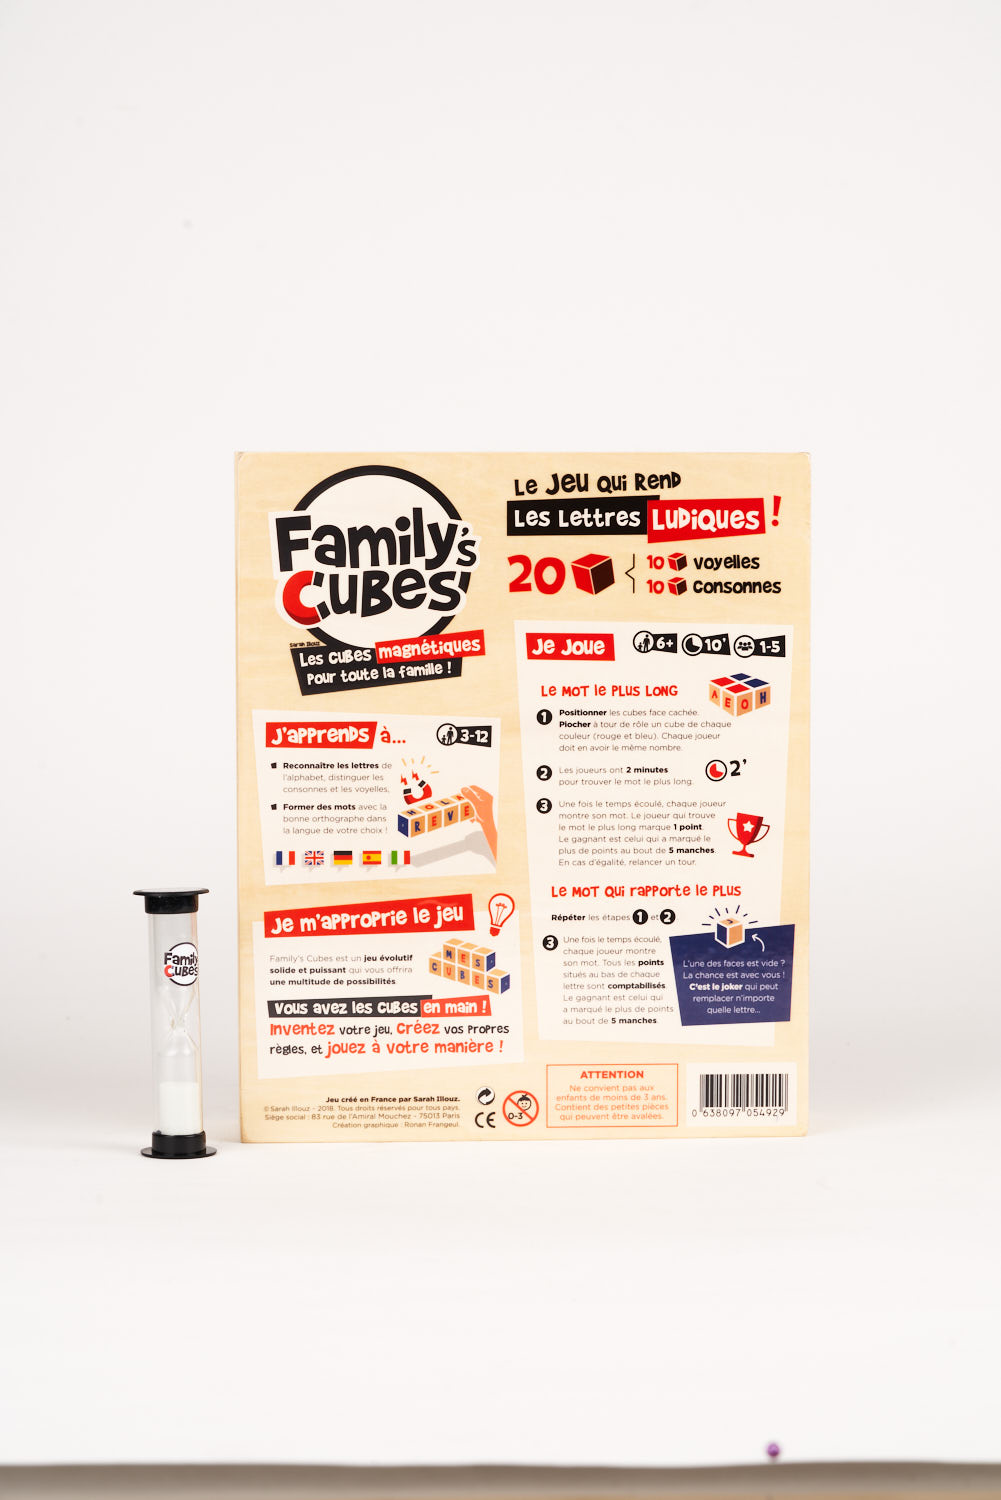 Family's
Cubes
Sarah Illouz
Les cubes magnétiques
pour toute la famille !
Le jeu qui rend
Les lettres ludiques !
20
10 voyelles
10 consonnes
J'apprends à...
3-12
Reconnaître les lettres de
l'alphabet, distinguer les
consonnes et les voyelles,
Former des mots avec la
bonne orthographe dans
la langue de votre choix !
HOLA
REVE
Je m'approprie le jeu
Family's Cubes est un jeu évolutif
solide et puissant qui vous offrira
une multitude de possibilités
MES
CUBES
Vous avez les cubes en main !
Inventez votre jeu, créez vos propres
règles, et jouez à votre manière !
Je joue
6+
10'
1-5
Le mot le plus long
A E O H
1 Positionner les cubes face cachée.
Piocher à tour de rôle un cube de chaque
couleur (rouge et bleu). Chaque joueur
doit en avoir le même nombre.
2 Les joueurs ont 2 minutes
pour trouver le mot le plus long.
2'
3 Une fois le temps écoulé, chaque joueur
montre son mot. Le joueur qui trouve
le mot le plus long marque 1 point.
Le gagnant est celui qui a marqué le
plus de points au bout de 5 manches.
En cas d'égalité, relancer un tour.
Le mot qui rapporte le plus
Répéter les étapes 1 et 2
3 Une fois le temps écoulé,
chaque joueur montre
son mot. Tous les points
situés au bas de chaque
lettre sont comptabilisés.
Le gagnant est celui qui
a marqué le plus de points
au bout de 5 manches.
L'une des faces est vide ?
La chance est avec vous !
C'est le joker qui peut
remplacer n'importe
quelle lettre...
Jeu créé en France par Sarah Illouz.
© Sarah Illouz - 2018. Tous droits réservés pour tous pays.
Siège social : 83 rue de l'Amiral Mouchez - 75013 Paris
Création graphique : Ronan Frangeul.
CE
0-3
ATTENTION
Ne convient pas aux
enfants de moins de 3 ans.
Contient des petites pièces
qui peuvent être avalées.
0 638097 054929
Family's
Cubes